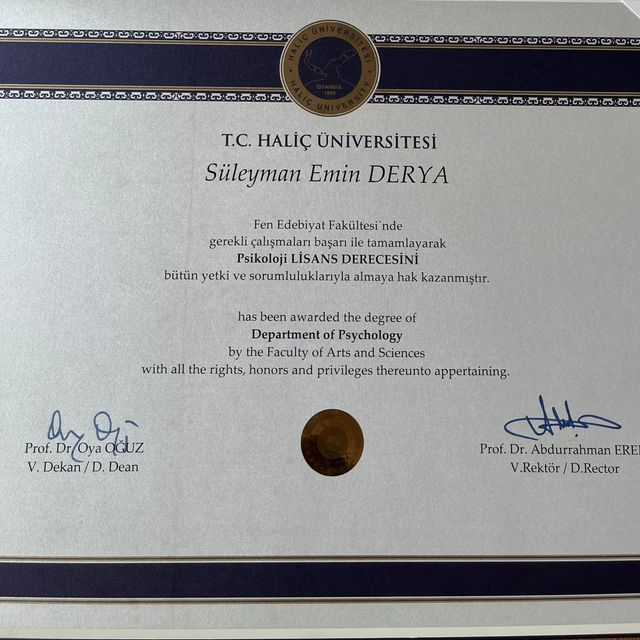 HALİÇ ÜNİVERSİTESİ
İSTANBUL
1998
HALİÇ UNIVERSITY
T.C. HALİÇ ÜNİVERSİTESİ
Süleyman Emin DERYA
Fen Edebiyat Fakültesi`nde
gerekli çalışmaları başarı ile tamamlayarak
Psikoloji LİSANS DERECESİNİ
bütün yetki ve sorumluluklarıyla almaya hak kazanmıştır.
has been awarded the degree of
Department of Psychology
by the Faculty of Arts and Sciences
with all the rights, honors and privileges thereunto appertaining.
Prof. Dr. Oya OĞUZ
V. Dekan / D. Dean
Prof. Dr. Abdurrahman
V.Rektör / D.Rector